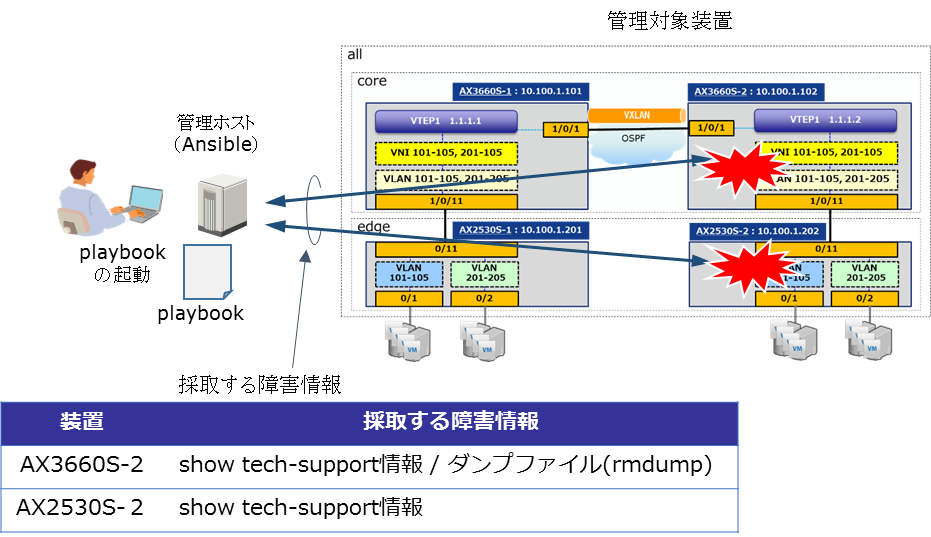 管理対象装置
all
core
AX3660S-1 : 10.100.1.101
AX3660S-2 : 10.100.1.102
VTEP1 1.1.1.1
1/0/1
VXLAN
OSPF
1/0/1
VTEP1 1.1.1.2
VNI 101-105, 201-105
VNI 101-105, 201-105
VLAN 101-105, 201-205
VLAN 101-105, 201-205
1/0/11
1/0/11
管理ホスト
(Ansible)
edge
AX2530S-1 : 10.100.1.201
AX2530S-2 : 10.100.1.202
0/11
0/11
VLAN
101-105
VLAN
201-205
VLAN
101-105
VLAN
201-205
0/1
0/2
0/1
0/2
VM
VM
VM
VM
playbook
の起動
playbook
採取する障害情報
装置 採取する障害情報
AX3660S-2 show tech-support情報 / ダンプファイル(rmdump)
AX2530S-２ show tech-support情報